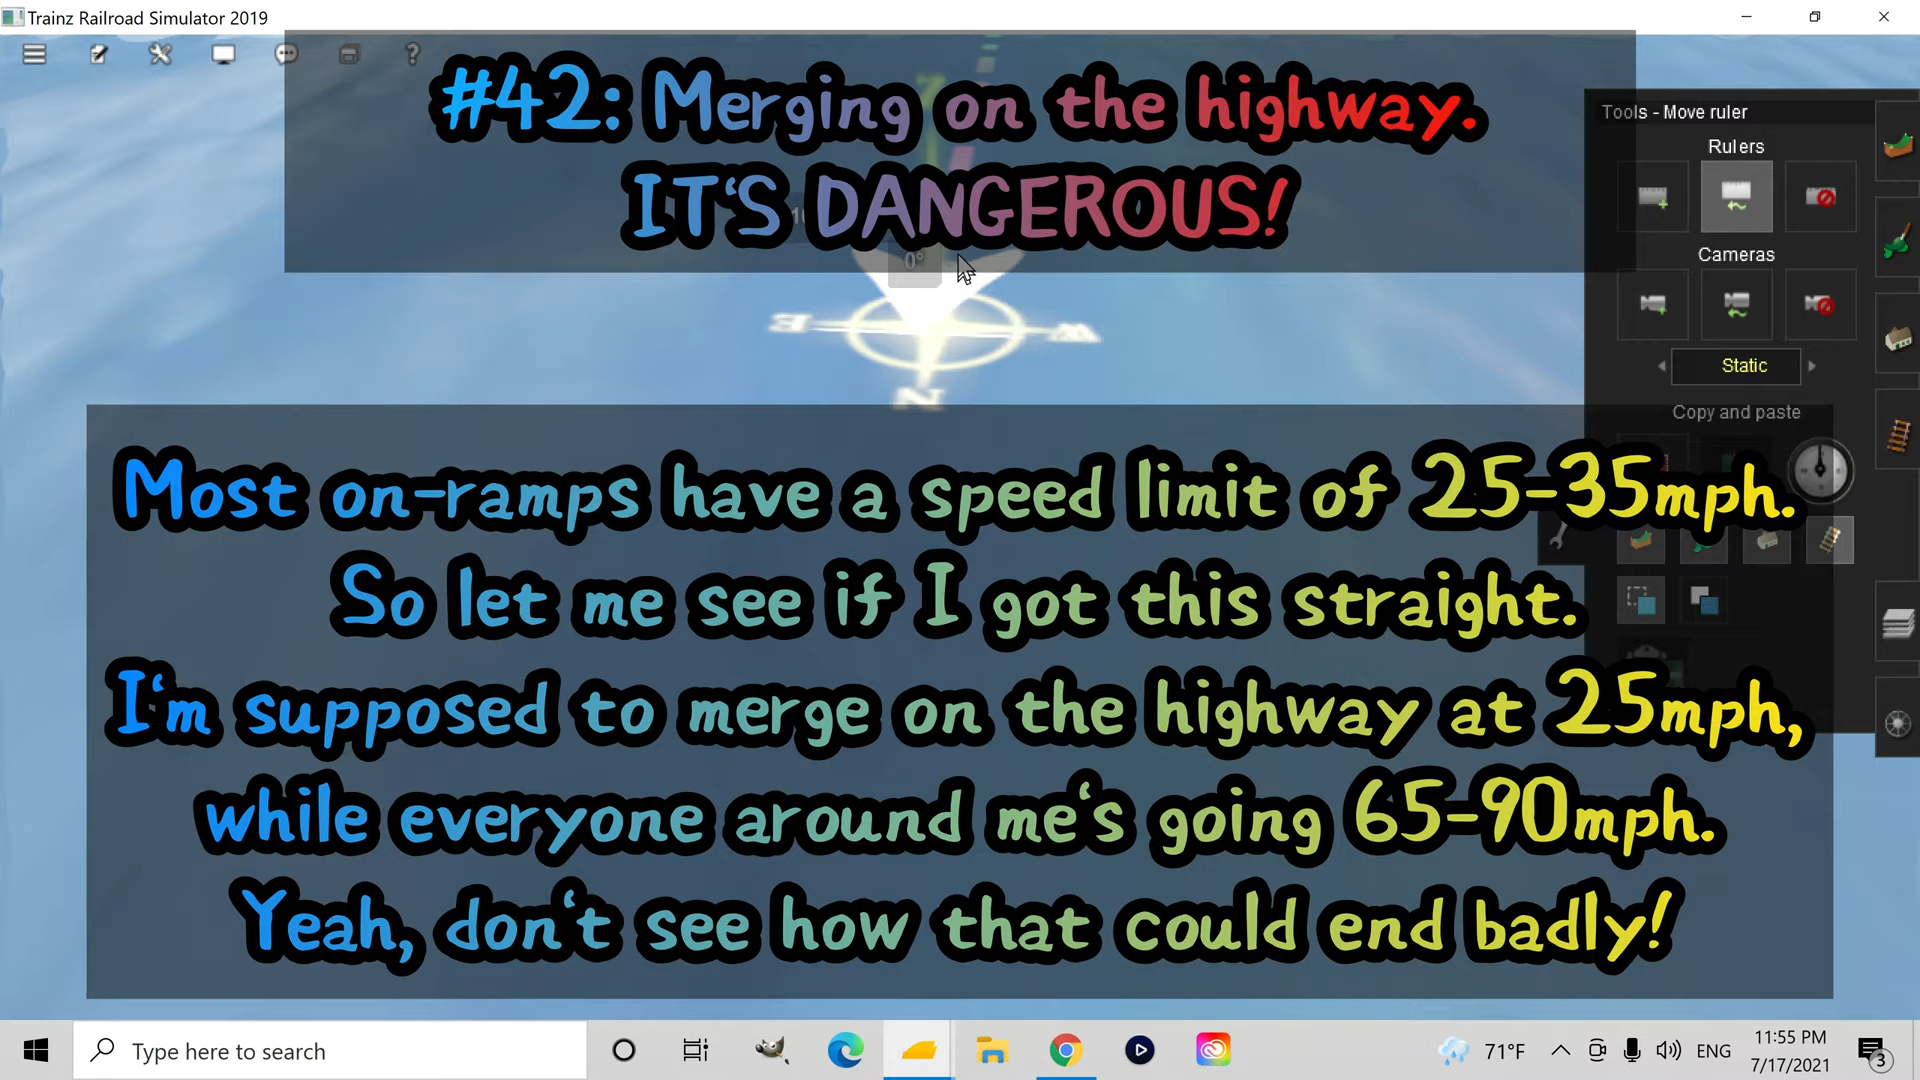 Trainz Railroad Simulator 2019
#42: Merging on the highway.
IT'S DANGEROUS!
Tools - Move ruler
Rulers
0°
Cameras
E
W
N
Static
Copy and paste
Most on-ramps have a speed limit of 25-35mph.
So let me see if I got this straight.
I'm supposed to merge on the highway at 25mph,
while everyone around me's going 65-90mph.
Yeah, don't see how that could end badly!
Type here to search
71°F
ENG
11:55 PM
7/17/2021
3